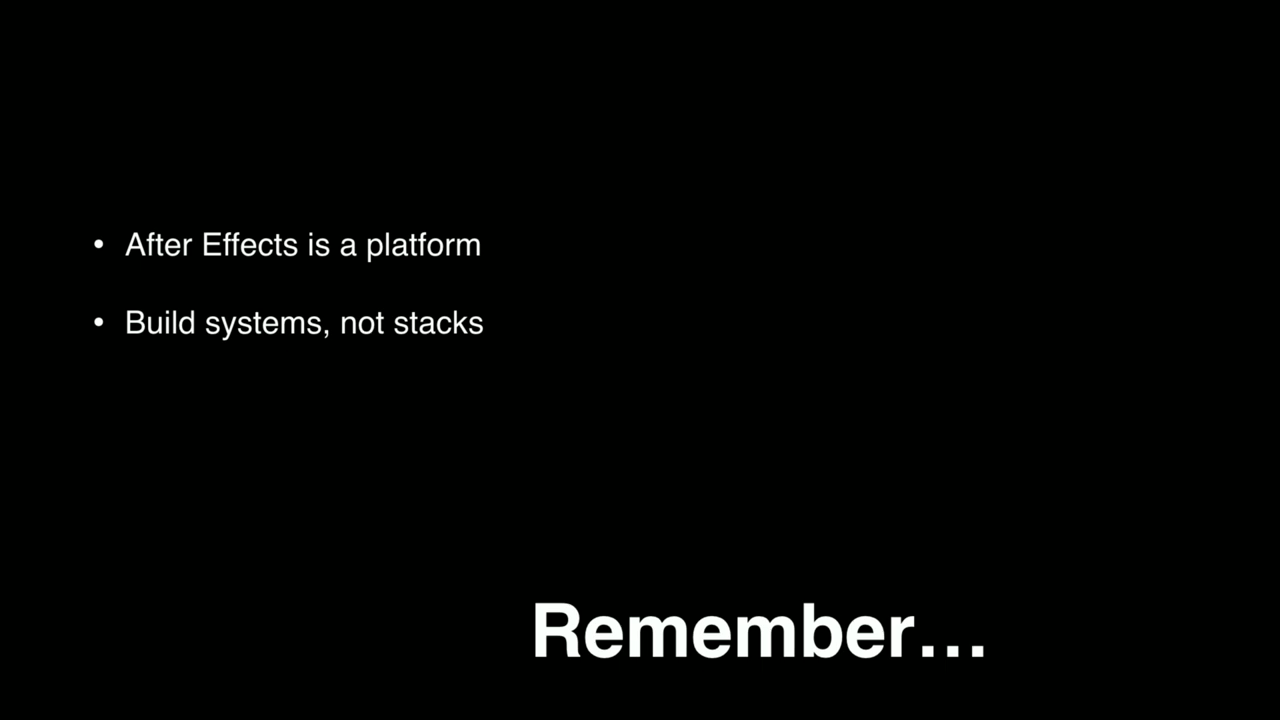 • After Effects is a platform
• Build systems, not stacks
Remember…